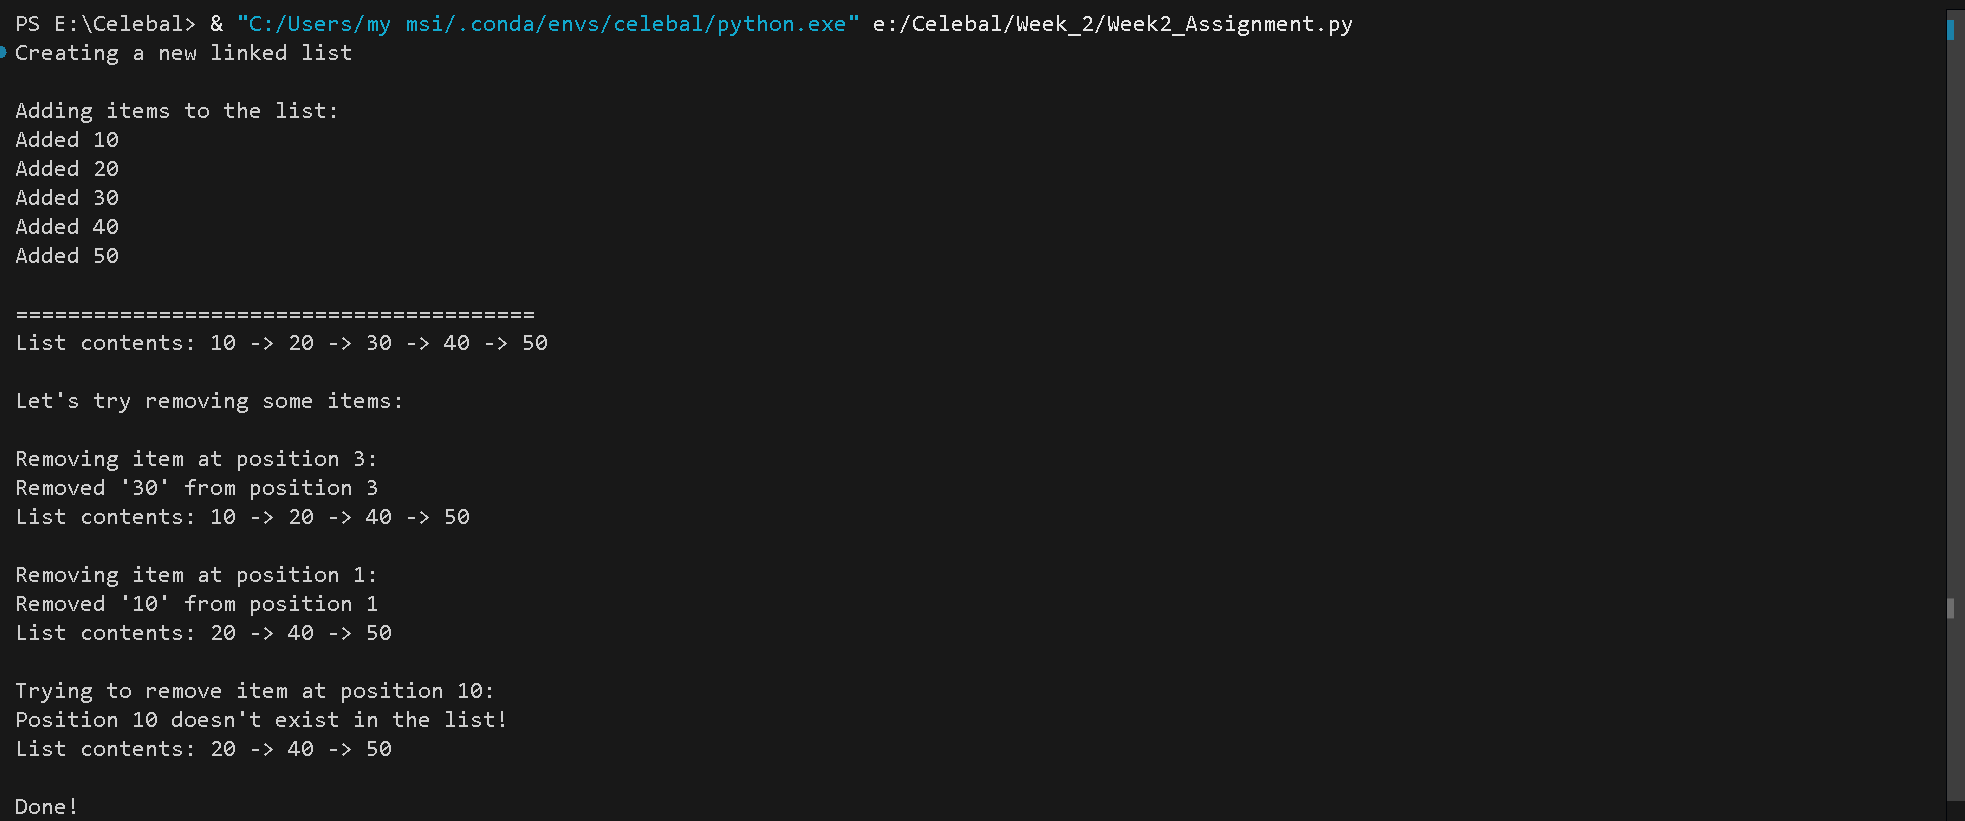 PS E:\Celebal> & "C:/Users/my msi/.conda/envs/celebal/python.exe" e:/Celebal/Week_2/Week2_Assignment.py
Creating a new linked list
Adding items to the list:
Added 10
Added 20
Added 30
Added 40
Added 50
========================================
List contents: 10 -> 20 -> 30 -> 40 -> 50
Let's try removing some items:
Removing item at position 3:
Removed '30' from position 3
List contents: 10 -> 20 -> 40 -> 50
Removing item at position 1:
Removed '10' from position 1
List contents: 20 -> 40 -> 50
Trying to remove item at position 10:
Position 10 doesn't exist in the list!
List contents: 20 -> 40 -> 50
Done!